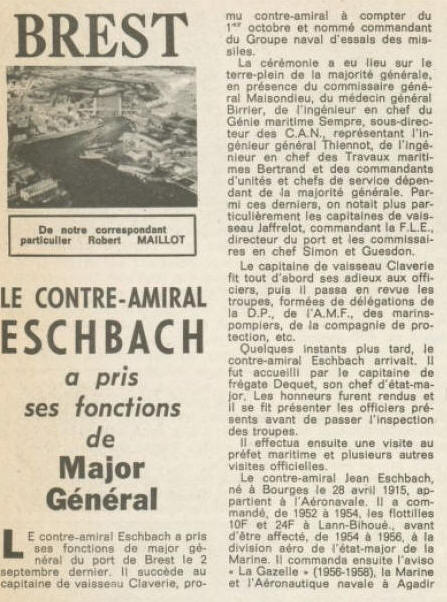 BREST
De notre correspondant
particulier Robert MAILLOT
LE CONTRE-AMIRAL
ESCHBACH
a pris
ses fonctions
de
Major
Général
LE contre-amiral Eschbach a pris
ses fonctions de major gé-
néral du port de Brest le 2
septembre dernier. Il succède au
capitaine de vaisseau Claverie, pro-
mu contre-amiral à compter du
1er octobre et nommé commandant
du Groupe naval d'essais des mis-
siles.
La cérémonie a eu lieu sur le
terre-plein de la majorité générale,
en présence du commissaire géné-
ral Maisondieu, du médecin général
Birrier, de l'ingénieur en chef du
Génie maritime Sempre, sous-direc-
teur des C.A.N., représentant l'in-
génieur général Thiennot, de l'ingé-
nieur en chef des Travaux mariti-
mes Bertrand et des commandants
d'unités et chefs de service dépen-
dant de la majorité générale. Par-
mi ces derniers, on notait plus par-
ticulièrement les capitaines de vais-
seau Jaffrelot, commandant la F.L.E.,
directeur du port et les commissai-
res en chef Simon et Guesdon.
Le capitaine de vaisseau Claverie
fit tout d'abord ses adieux aux offi-
ciers, puis il passa en revue les
troupes, formées de délégations de
la D.P., de l'A.M.F., des marins-
pompiers, de la compagnie de pro-
tection, etc.
Quelques instants plus tard, le
contre-amiral Eschbach arrivait. Il
fut accueilli par le capitaine de
frégate Dequet, son chef d'état-ma-
jor. Les honneurs furent rendus et
il se fit présenter les officiers pré-
sents avant de passer l'inspection
des troupes.
Il effectua ensuite une visite au
préfet maritime et plusieurs autres
visites officielles.
Le contre-amiral Jean Eschbach,
né à Bourges le 28 avril 1915, ap-
partient à l'Aéronavale. Il a com-
mandé, de 1952 à 1954, les flottilles
10F et 24F à Lann-Bihoué, avant
d'être affecté, de 1954 à 1956, à la
division aéro de l'état-major de la
Marine. Il commanda ensuite l'aviso
« La Gazelle » (1956-1958), la Marine
et l'Aéronautique navale à Agadir